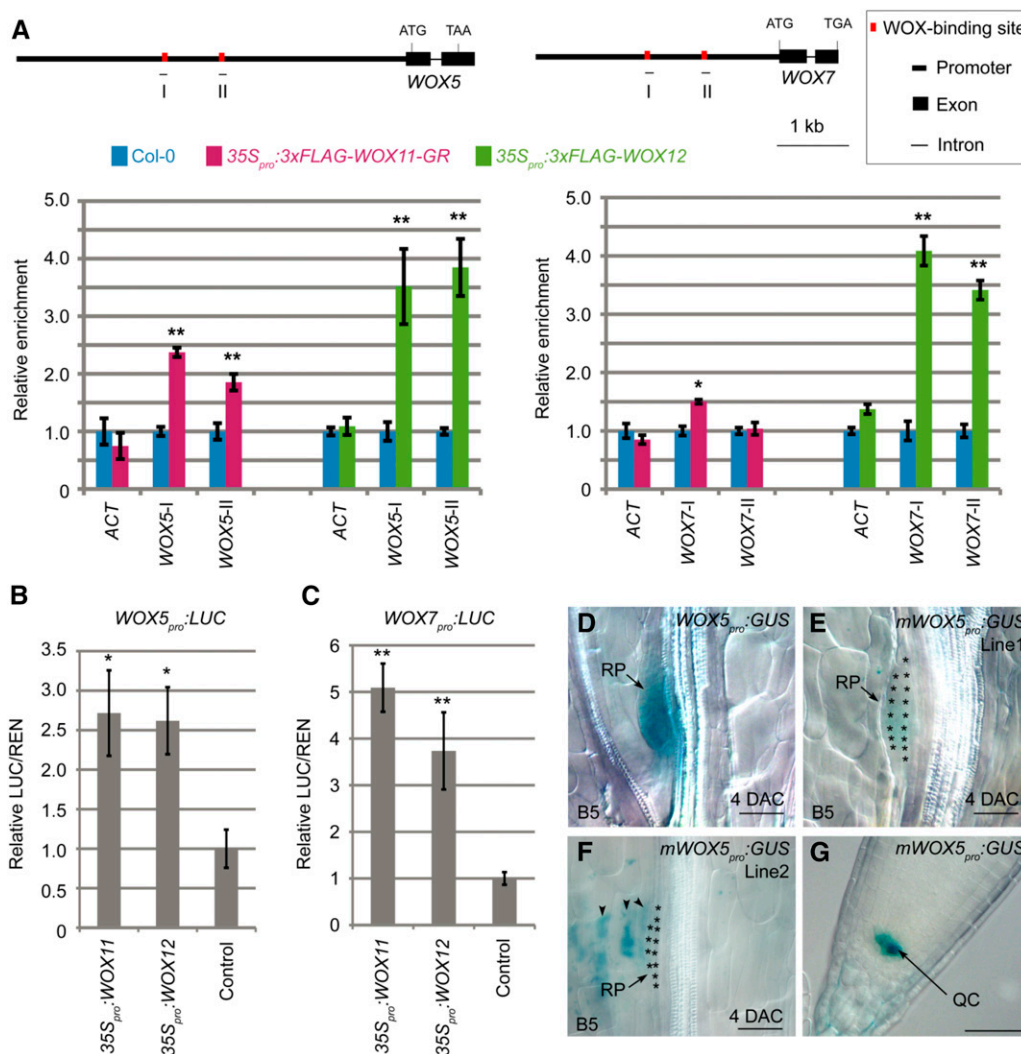 A
ATG TAA
WOX5
I II
ATG TGA
WOX7
I II
1 kb
WOX-binding site
Promoter
Exon
Intron
Col-0 35Spro:3xFLAG-WOX11-GR 35Spro:3xFLAG-WOX12
Relative enrichment
5.0
4.0
3.0
2.0
1.0
0
** ** ** **
ACT WOX5-I WOX5-II ACT WOX5-I WOX5-II
Relative enrichment
5.0
4.0
3.0
2.0
1.0
0
* ** **
ACT WOX7-I WOX7-II ACT WOX7-I WOX7-II
B
WOX5pro:LUC
Relative LUC/REN
3.5
3.0
2.5
2.0
1.5
1.0
0.5
0
* *
35Spro:WOX11 35Spro:WOX12 Control
C
WOX7pro:LUC
Relative LUC/REN
6
5
4
3
2
1
0
** **
35Spro:WOX11 35Spro:WOX12 Control
D
WOX5pro:GUS
RP
4 DAC
B5
E
mWOX5pro:GUS
Line1
RP
4 DAC
B5
F
mWOX5pro:GUS
Line2
RP
4 DAC
B5
G
mWOX5pro:GUS
QC